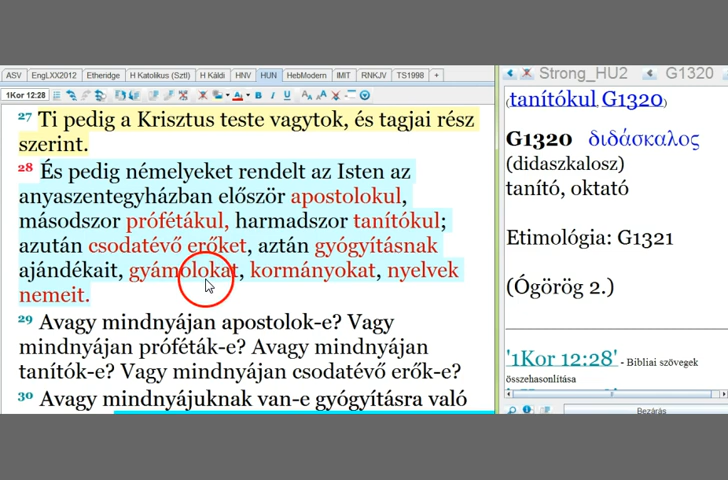 ASV EngLXX2012 Etheridge H Katolikus (Sztl) H Káldi HNV HUN HebModern IMIT RNKJV TS1998 +
1Kor 12:28
27 Ti pedig a Krisztus teste vagytok, és tagjai rész
szerint.
28 És pedig némelyeket rendelt az Isten az
anyaszentegyházban először apostolokul,
másodszor prófétákul, harmadszor tanítókul;
azután csodatévő erőket, aztán gyógyításnak
ajándékait, gyámolokat, kormányokat, nyelvek
nemeit.
29 Avagy mindnyájan apostolok-e? Vagy
mindnyájan próféták-e? Avagy mindnyájan
tanítók-e? Vagy mindnyájan csodatévő erők-e?
30 Avagy mindnyájuknak van-e gyógyításra való
Strong_HU2 G1320
(tanítókul, G1320)
G1320 διδάσκαλος
(didaszkalosz)
tanító, oktató
Etimológia: G1321
(Ógörög 2.)
'1Kor 12:28' - Bibliai szövegek
összehasonlítása
Bezárás